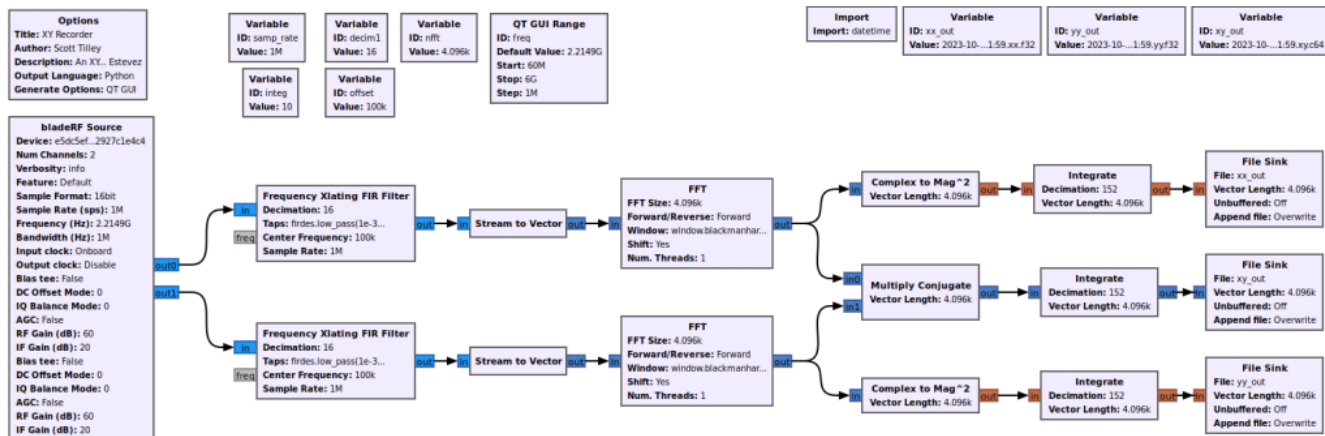 Options
Title: XY Recorder
Author: Scott Tilley
Description: An XY... Estevez
Output Language: Python
Generate Options: QT GUI
Variable
ID: samp_rate
Value: 1M
Variable
ID: decim1
Value: 16
Variable
ID: nfft
Value: 4.096k
QT GUI Range
ID: freq
Default Value: 2.2149G
Start: 60M
Stop: 6G
Step: 1M
Import
Import: datetime
Variable
ID: xx_out
Value: 2023-10-...1:59.xx.f32
Variable
ID: yy_out
Value: 2023-10-...1:59.yy.f32
Variable
ID: xy_out
Value: 2023-10-...1:59.xy.c64
Variable
ID: integ
Value: 10
Variable
ID: offset
Value: 100k
bladeRF Source
Device: e5dc5ef...2927c1e4c4
Num Channels: 2
Verbosity: info
Feature: Default
Sample Format: 16bit
Sample Rate (sps): 1M
Frequency (Hz): 2.2149G
Bandwidth (Hz): 1M
Input clock: Onboard
Output clock: Disable
Bias tee: False
DC Offset Mode: 0
IQ Balance Mode: 0
AGC: False
RF Gain (dB): 60
IF Gain (dB): 20
Bias tee: False
DC Offset Mode: 0
IQ Balance Mode: 0
AGC: False
RF Gain (dB): 60
IF Gain (dB): 20
out0
out1
in
freq
Frequency Xlating FIR Filter
Decimation: 16
Taps: firdes.low_pass(1e-3...
Center Frequency: 100k
Sample Rate: 1M
out
in
Stream to Vector
out
in
FFT
FFT Size: 4.096k
Forward/Reverse: Forward
Window: window.blackmanhar...
Shift: Yes
Num. Threads: 1
out
in
Complex to Mag^2
Vector Length: 4.096k
out
in
Integrate
Decimation: 152
Vector Length: 4.096k
out
in
File Sink
File: xx_out
Vector Length: 4.096k
Unbuffered: Off
Append file: Overwrite
in0
in1
Multiply Conjugate
Vector Length: 4.096k
out
in
Integrate
Decimation: 152
Vector Length: 4.096k
out
in
File Sink
File: xy_out
Vector Length: 4.096k
Unbuffered: Off
Append file: Overwrite
in
freq
Frequency Xlating FIR Filter
Decimation: 16
Taps: firdes.low_pass(1e-3...
Center Frequency: 100k
Sample Rate: 1M
out
in
Stream to Vector
out
in
FFT
FFT Size: 4.096k
Forward/Reverse: Forward
Window: window.blackmanhar...
Shift: Yes
Num. Threads: 1
out
in
Complex to Mag^2
Vector Length: 4.096k
out
in
Integrate
Decimation: 152
Vector Length: 4.096k
out
in
File Sink
File: yy_out
Vector Length: 4.096k
Unbuffered: Off
Append file: Overwrite